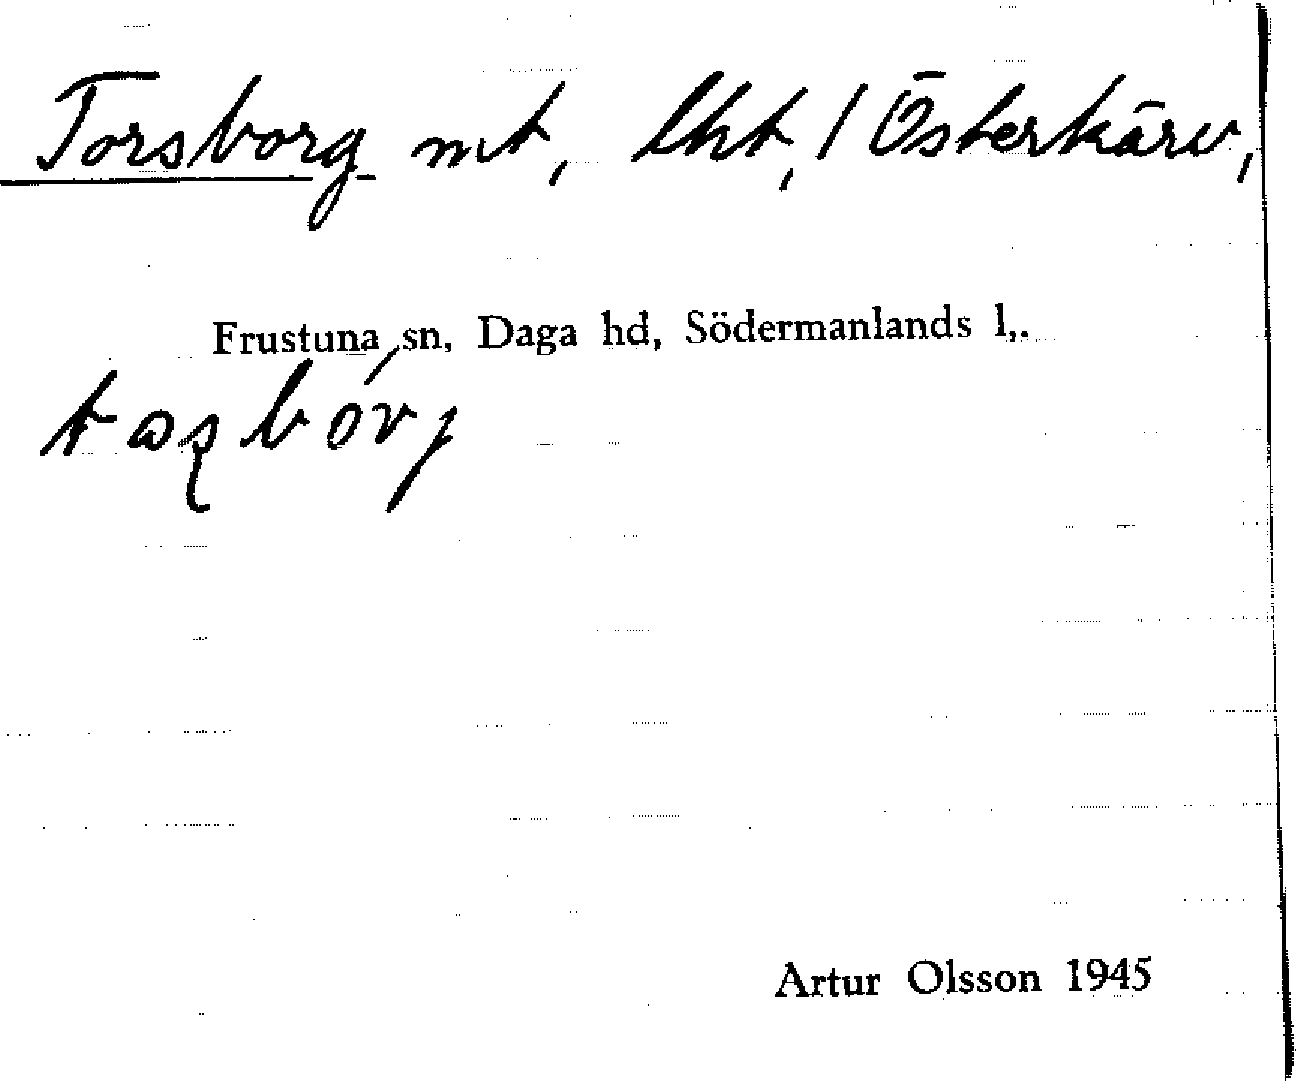 Torsborg mt, lht, / Österkärv,
Frustuna sn, Daga hd, Södermanlands l,.
Artur Olsson 1945